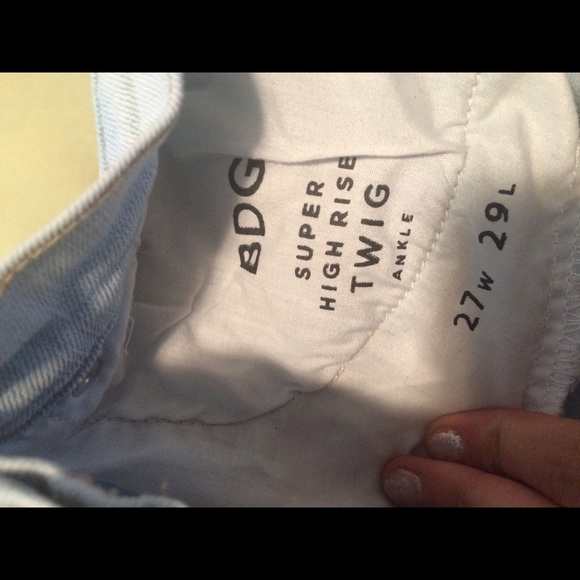 BDG
SUPER
HIGH RISE
TWIG
ANKLE
27W 29L